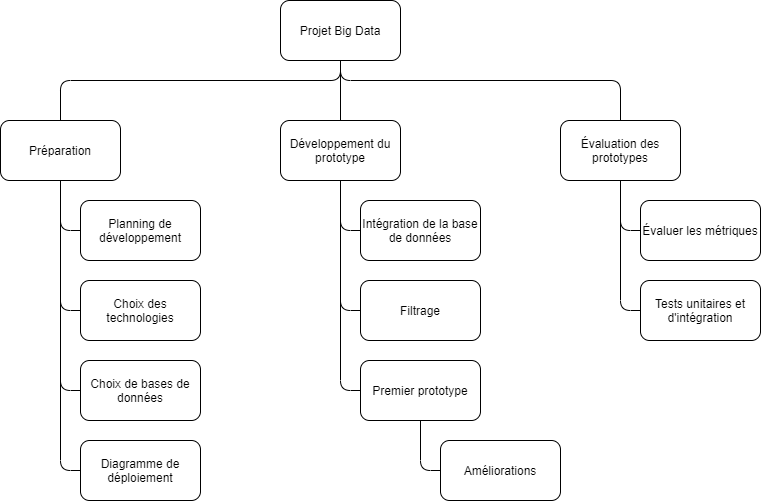 Projet Big Data
Préparation
Développement du
prototype
Évaluation des
prototypes
Planning de
développement
Intégration de la base
de données
Évaluer les métriques
Choix des
technologies
Filtrage
Tests unitaires et
d'intégration
Choix de bases de
données
Premier prototype
Diagramme de
déploiement
Améliorations